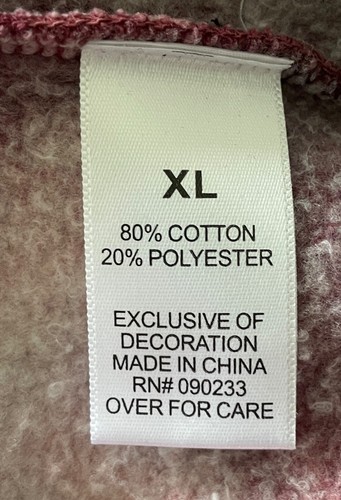 XL
80% COTTON
20% POLYESTER
EXCLUSIVE OF
DECORATION
MADE IN CHINA
RN# 090233
OVER FOR CARE